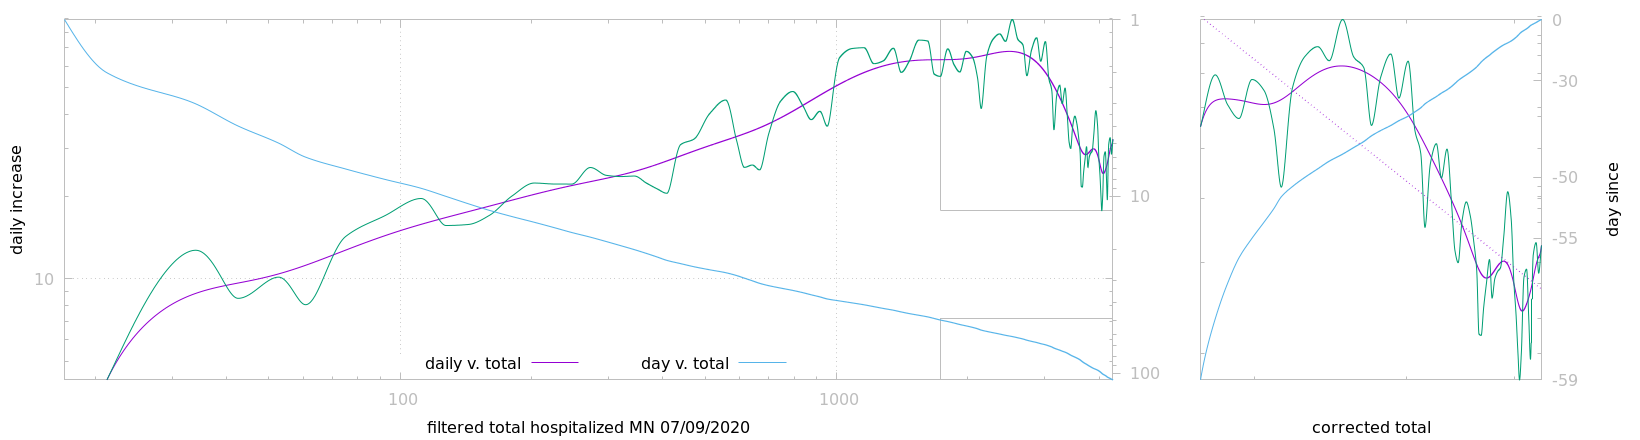 daily increase
10
100
1000
1
10
100
daily v. total
day v. total
filtered total hospitalized MN 07/09/2020
0
-30
-50
-55
-59
day since
corrected total